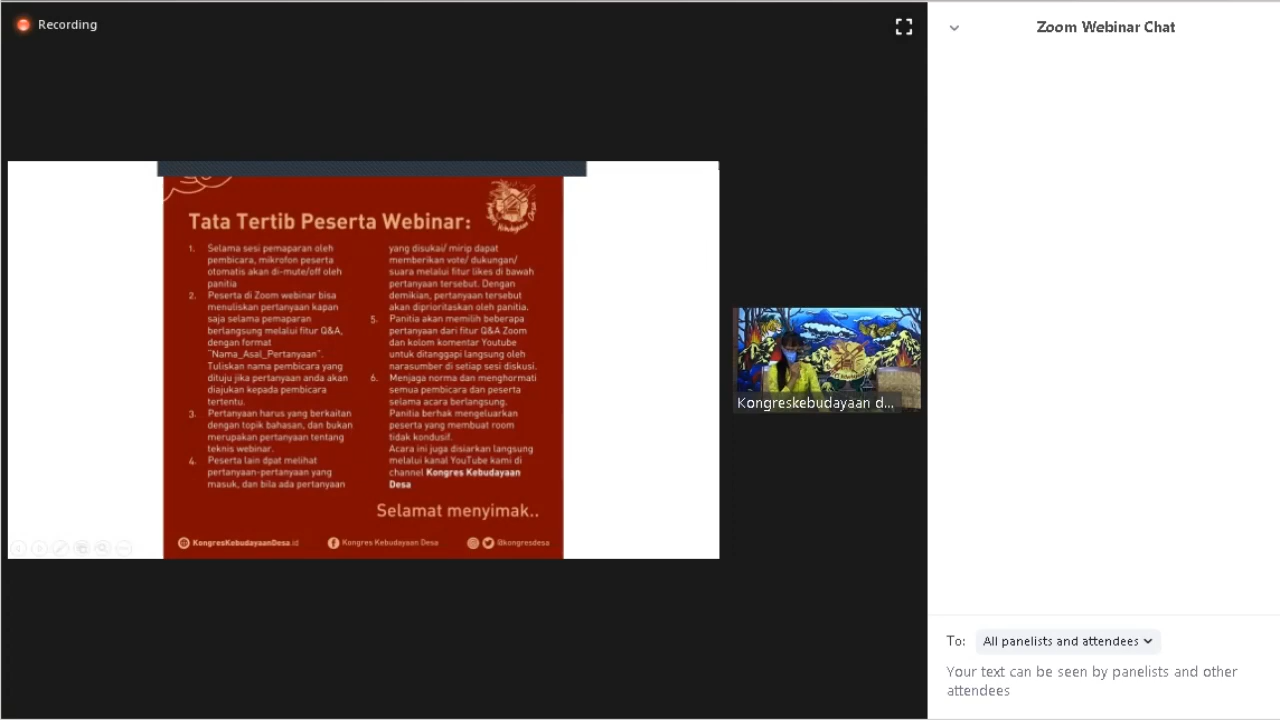 Recording
Zoom Webinar Chat
Tata Tertib Peserta Webinar:
1. Selama sesi pemaparan oleh
pembicara, mikrofon peserta
otomatis akan di-mute/off oleh
panitia
2. Peserta di Zoom webinar bisa
menuliskan pertanyaan kapan
saja selama pemaparan
berlangsung melalui fitur Q&A,
dengan format
"Nama_Asal_Pertanyaan".
Tuliskan nama pembicara yang
dituju jika pertanyaan anda akan
diajukan kepada pembicara
tertentu.
3. Pertanyaan harus yang berkaitan
dengan topik bahasan, dan bukan
merupakan pertanyaan tentang
teknis webinar.
4. Peserta lain dpat melihat
pertanyaan-pertanyaan yang
masuk, dan bila ada pertanyaan
yang disukai/ mirip dapat
memberikan vote/ dukungan/
suara melalui fitur likes di bawah
pertanyaan tersebut. Dengan
demikian, pertanyaan tersebut
akan diprioritaskan oleh panitia.
5. Panitia akan memilih beberapa
pertanyaan dari fitur Q&A Zoom
dan kolom komentar Youtube
untuk ditanggapi langsung oleh
narasumber di setiap sesi diskusi.
6. Menjaga norma dan menghormati
semua pembicara dan peserta
selama acara berlangsung.
Panitia berhak mengeluarkan
peserta yang membuat room
tidak kondusif.
Acara ini juga disiarkan langsung
melalui kanal YouTube kami di
channel Kongres Kebudayaan
Desa
Selamat menyimak..
KongresKebudayaanDesa.id
Kongres Kebudayaan Desa
@kongresdesa
Kongreskebudayaan d...
To: All panelists and attendees
Your text can be seen by panelists and other
attendees